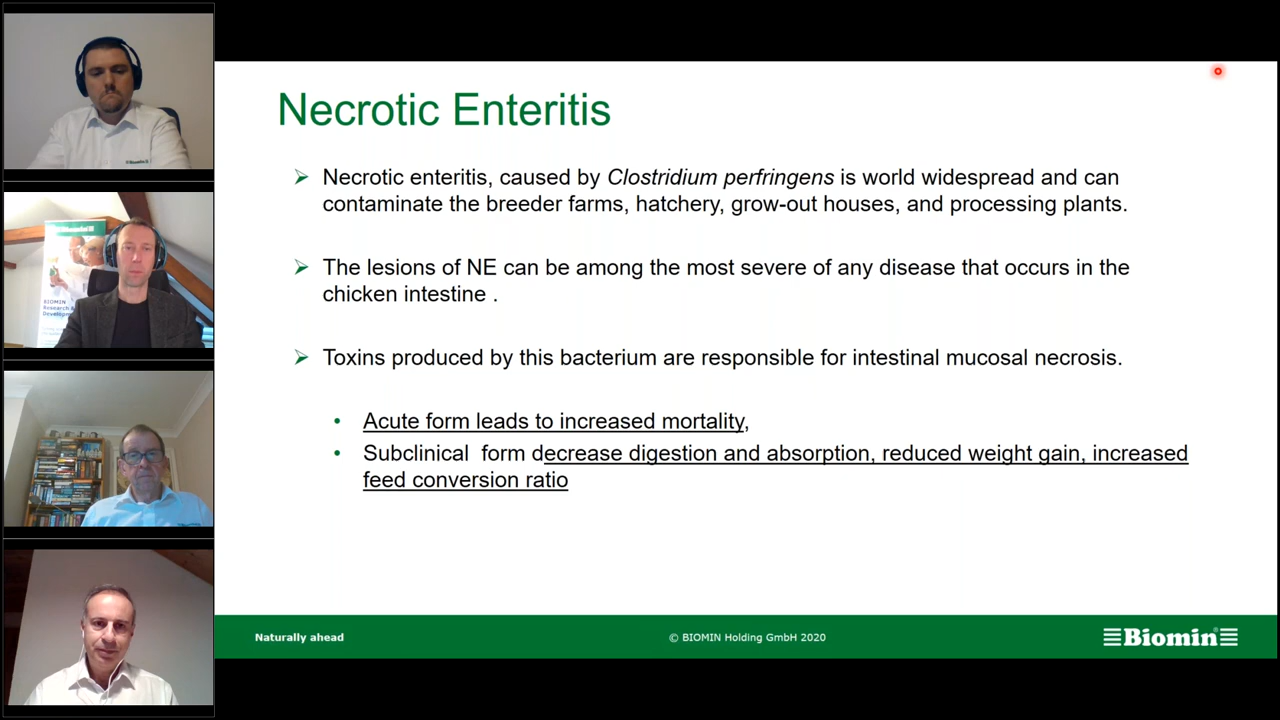 Necrotic Enteritis
Necrotic enteritis, caused by Clostridium perfringens is world widespread and can
contaminate the breeder farms, hatchery, grow-out houses, and processing plants.
The lesions of NE can be among the most severe of any disease that occurs in the
chicken intestine .
Toxins produced by this bacterium are responsible for intestinal mucosal necrosis.
• Acute form leads to increased mortality,
• Subclinical  form decrease digestion and absorption, reduced weight gain, increased
feed conversion ratio
Naturally ahead
© BIOMIN Holding GmbH 2020
Biomin®
BIOMIN
Research &